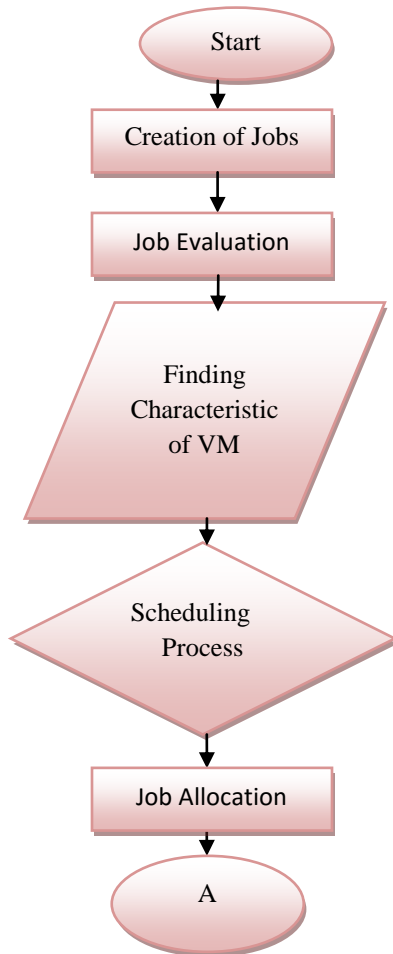 Start
Creation of Jobs
Job Evaluation
Finding
Characteristic
of VM
Scheduling
Process
Job Allocation
A